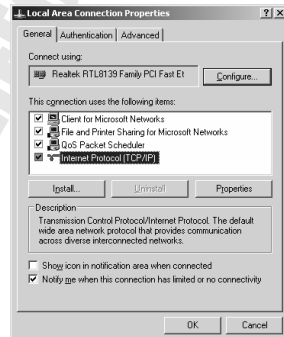 Local Area Connection Properties
General Authentication Advanced
Connect using:
Realtek RTL8139 Family PCI Fast Et
Configure...
This connection uses the following items:
Client for Microsoft Networks
File and Printer Sharing for Microsoft Networks
QoS Packet Scheduler
Internet Protocol (TCP/IP)
Install... Uninstall Properties
Description
Transmission Control Protocol/Internet Protocol. The default
wide area network protocol that provides communication
across diverse interconnected networks.
Show icon in notification area when connected
Notify me when this connection has limited or no connectivity
OK Cancel